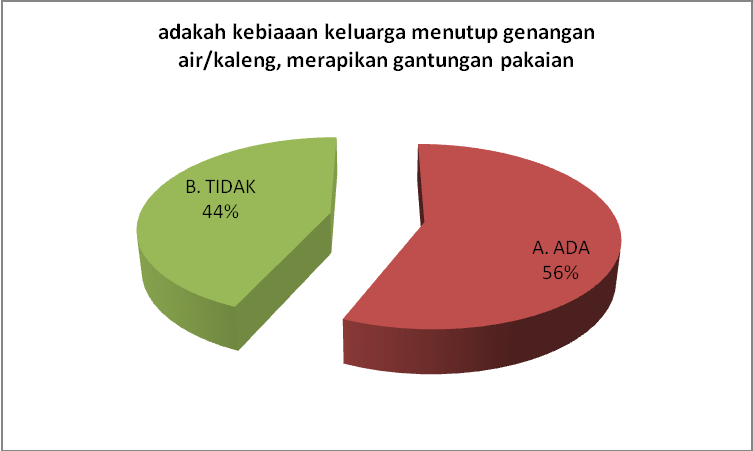 adakah kebiaaan keluarga menutup genangan
air/kaleng, merapikan gantungan pakaian
B. TIDAK
44%
A. ADA
56%